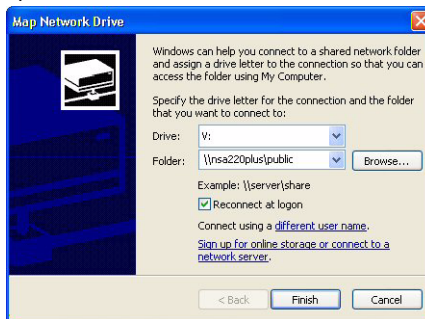 Map Network Drive
Windows can help you connect to a shared network folder
and assign a drive letter to the connection so that you can
access the folder using My Computer.
Specify the drive letter for the connection and the folder
that you want to connect to:
Drive: V:
Folder: \\nsa220plus\public Browse...
Example: \\server\share
Reconnect at logon
Connect using a different user name.
Sign up for online storage or connect to a
network server.
< Back Finish Cancel